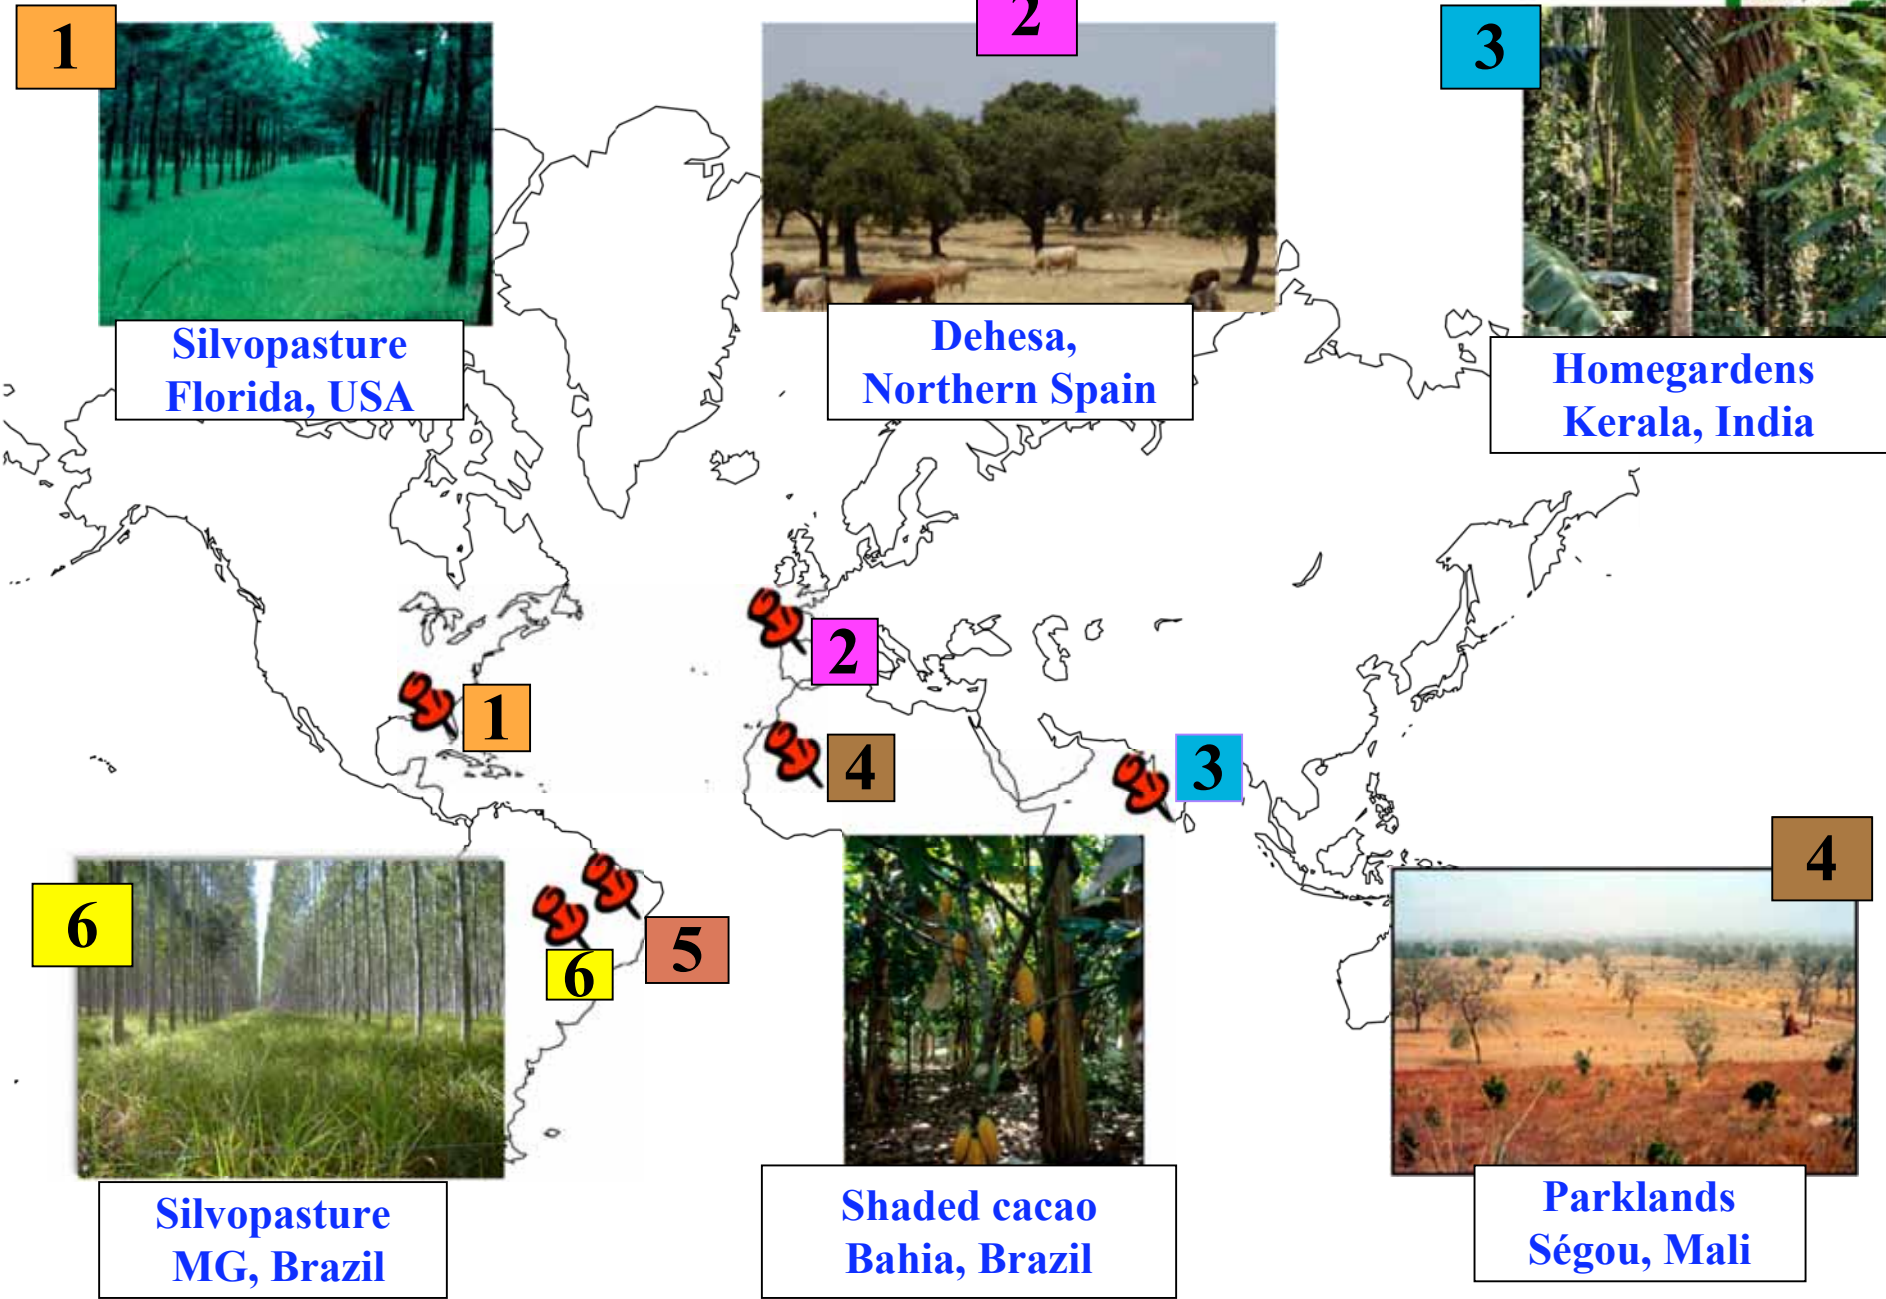 1
2
3
Silvopasture
Florida, USA
Dehesa,
Northern Spain
Homegardens
Kerala, India
2
1
4
3
6
5
6
4
Silvopasture
MG, Brazil
Shaded cacao
Bahia, Brazil
Parklands
Ségou, Mali